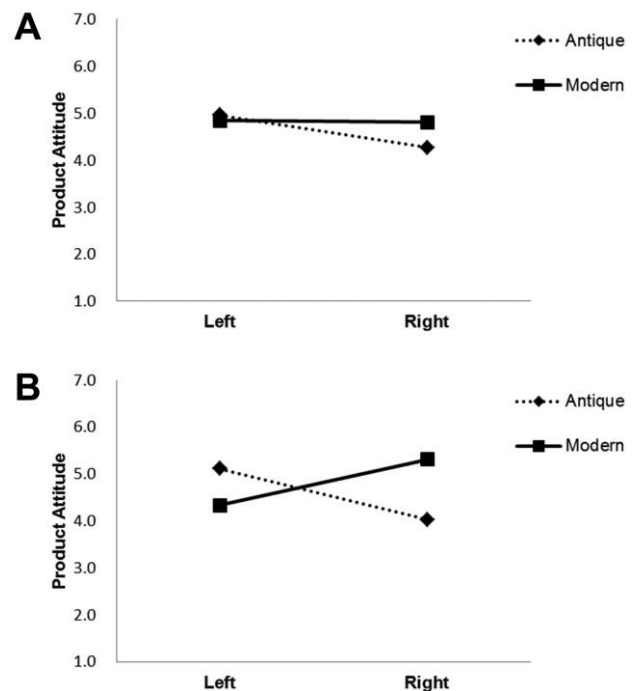 A
7.0
6.0
5.0
4.0
3.0
2.0
1.0
Product Attitude
Left Right
Antique
Modern
B
7.0
6.0
5.0
4.0
3.0
2.0
1.0
Product Attitude
Left Right
Antique
Modern